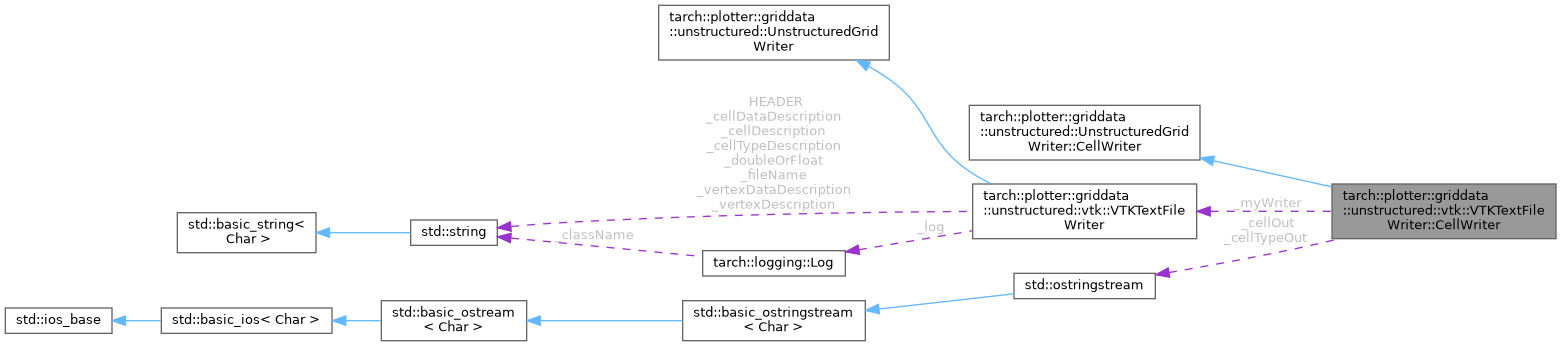 tarch::plotter::griddata
::unstructured::UnstructuredGrid
Writer
HEADER
_cellDataDescription
_cellDescription
_cellTypeDescription
_doubleOrFloat
_fileName
_vertexDataDescription
_vertexDescription
tarch::plotter::griddata
::unstructured::UnstructuredGrid
Writer::CellWriter
tarch::plotter::griddata
::unstructured::vtk::VTKTextFile
Writer
_myWriter
tarch::plotter::griddata
::unstructured::vtk::VTKTextFile
Writer::CellWriter
std::basic_string<
Char >
std::string
_className
_log
_cellOut
_cellTypeOut
tarch::logging::Log
std::ostringstream
std::ios_base
std::basic_ios< Char >
std::basic_ostream
< Char >
std::basic_ostringstream
< Char >